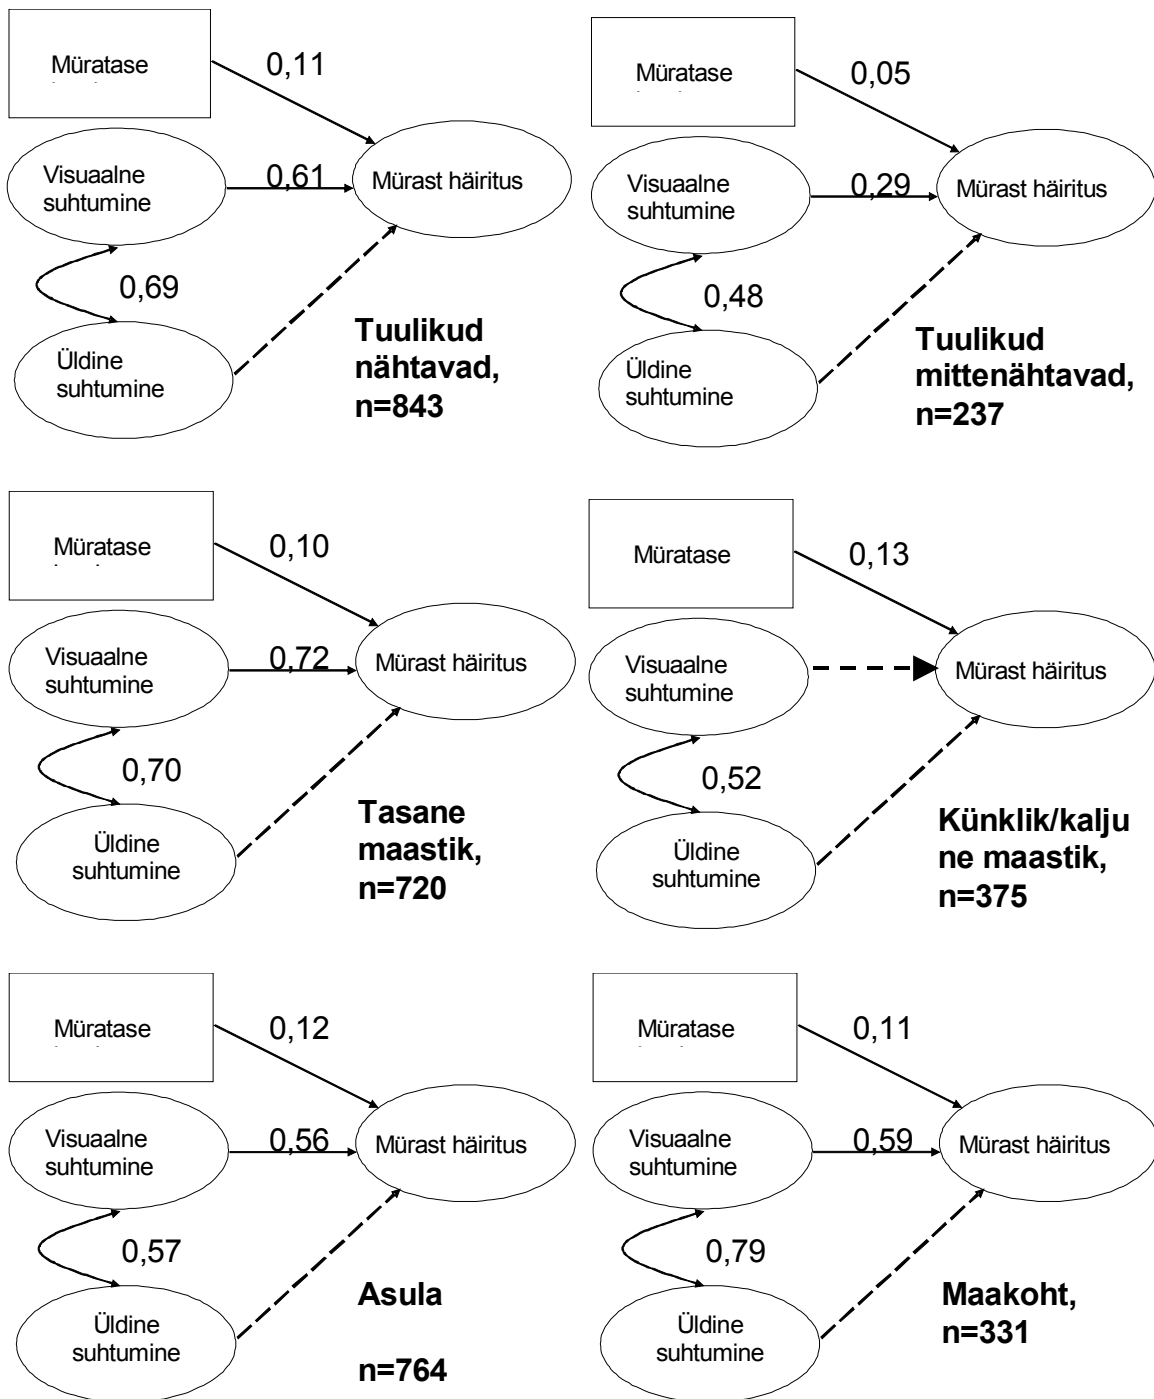 Müratase
0,11
Visuaalne
suhtumine
0,61
Mürast häiritus
0,69
Üldine
suhtumine
Tuulikud
nähtavad,
n=843
Müratase
0,05
Visuaalne
suhtumine
0,29
Mürast häiritus
0,48
Üldine
suhtumine
Tuulikud
mittenähtavad,
n=237
Müratase
0,10
Visuaalne
suhtumine
0,72
Mürast häiritus
0,70
Üldine
suhtumine
Tasane
maastik,
n=720
Müratase
0,13
Visuaalne
suhtumine
Mürast häiritus
0,52
Üldine
suhtumine
Künklik/kalju
ne maastik,
n=375
Müratase
0,12
Visuaalne
suhtumine
0,56
Mürast häiritus
0,57
Üldine
suhtumine
Asula
n=764
Müratase
0,11
Visuaalne
suhtumine
0,59
Mürast häiritus
0,79
Üldine
suhtumine
Maakoht,
n=331